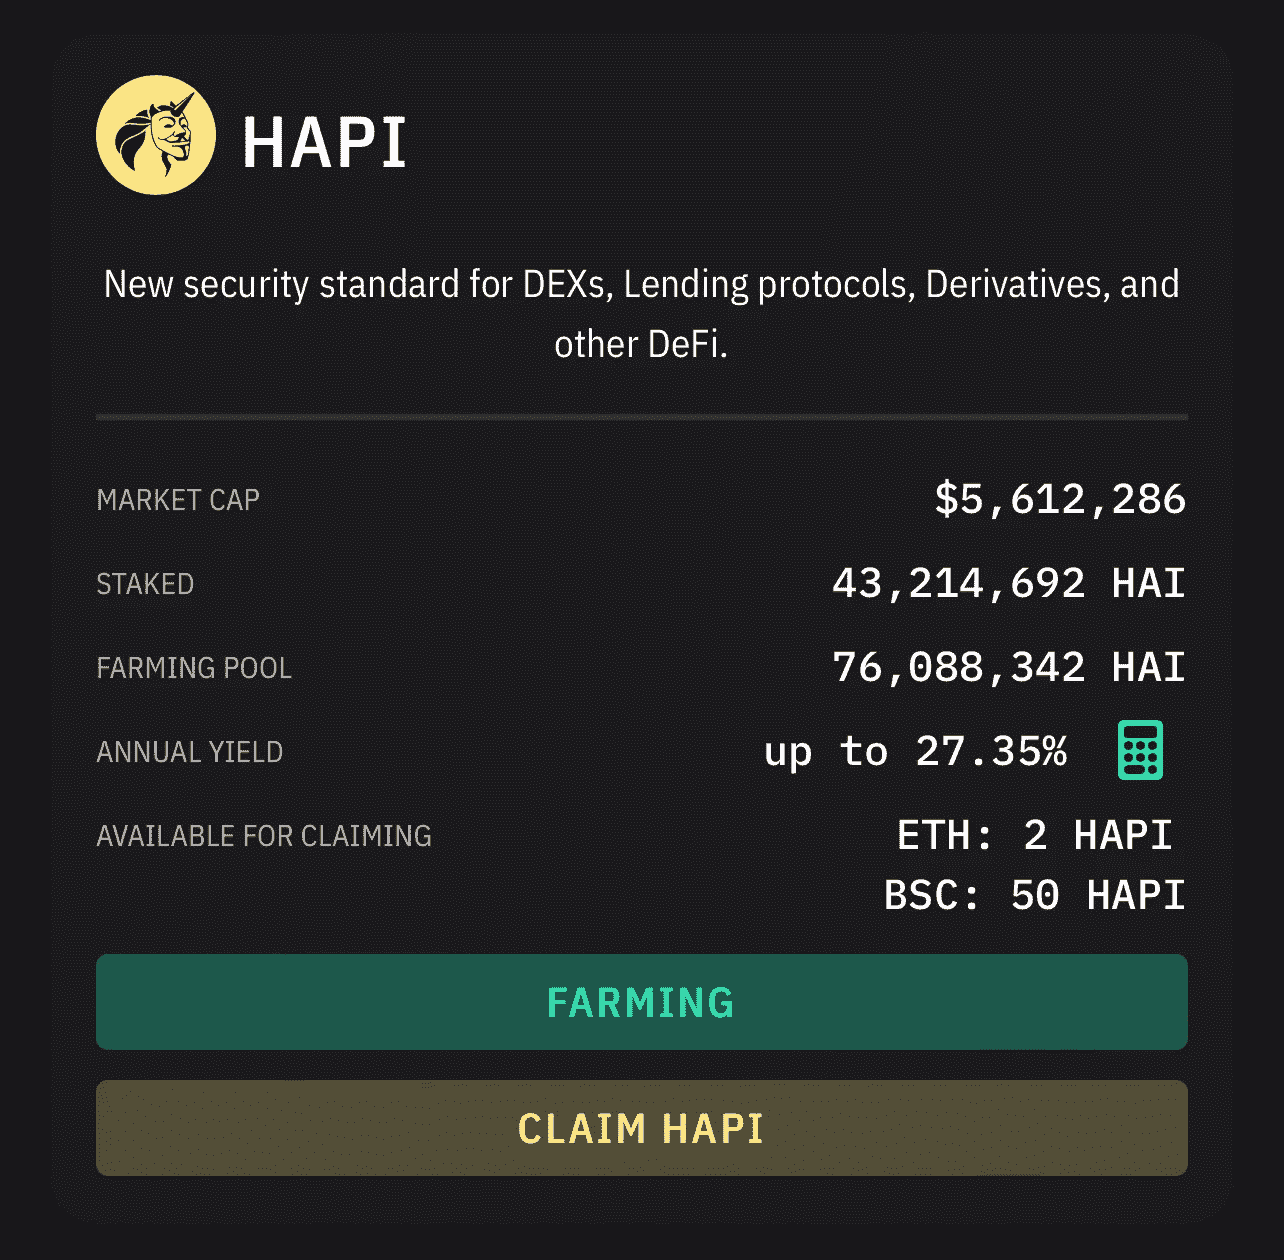 HAPI
New security standard for DEXs, Lending protocols, Derivatives, and
other DeFi.
MARKET CAP $5,612,286
STAKED 43,214,692 HAI
FARMING POOL 76,088,342 HAI
ANNUAL YIELD up to 27.35%
AVAILABLE FOR CLAIMING ETH: 2 HAPI
BSC: 50 HAPI
FARMING
CLAIM HAPI